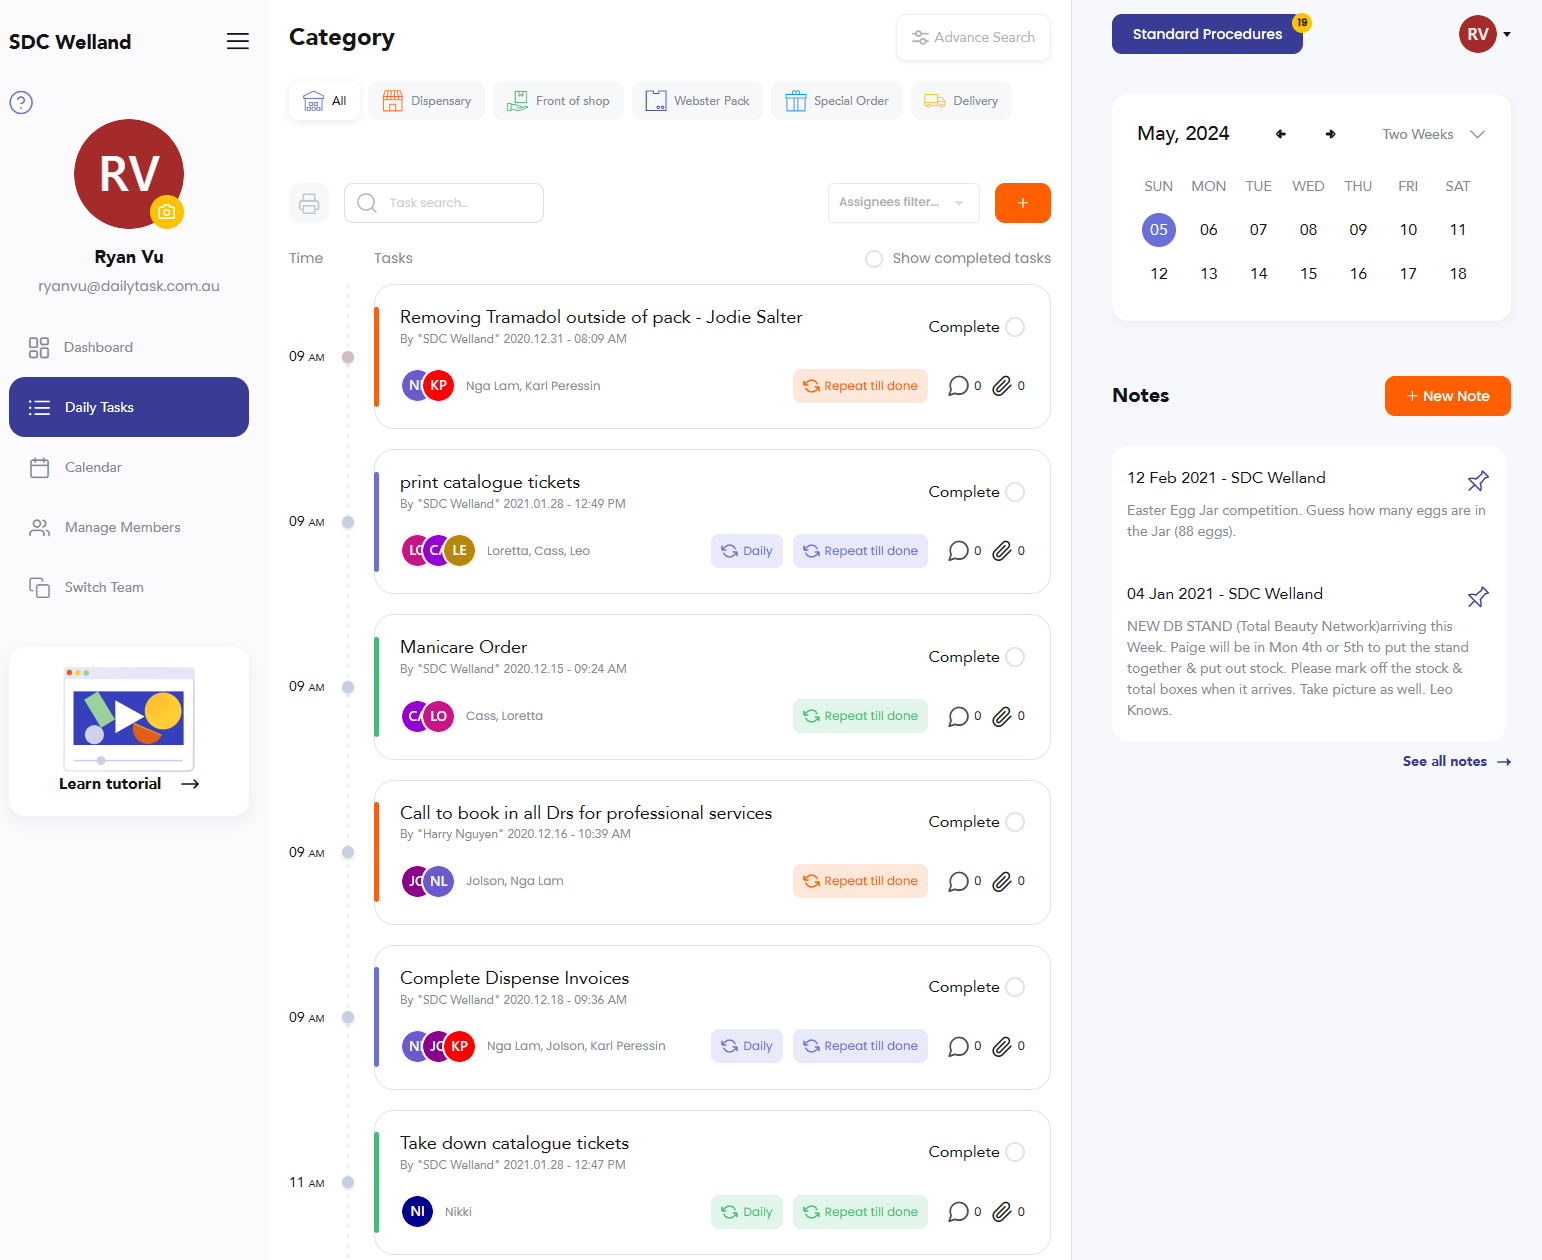 SDC Welland
RV
Ryan Vu
ryanvu@dailytask.com.au
Dashboard
Daily Tasks
Calendar
Manage Members
Switch Team
Learn tutorial
Category
Advance Search
All
Dispensary
Front of shop
Webster Pack
Special Order
Delivery
Task search...
Assignees filter...
+
Time
Tasks
Show completed tasks
09 AM
Removing Tramadol outside of pack - Jodie Salter
By "SDC Welland" 2020.12.31 - 08:09 AM
Complete
KP
Nga Lam, Karl Peressin
Repeat till done
0
0
09 AM
print catalogue tickets
By "SDC Welland" 2021.01.28 - 12:49 PM
Complete
LE
Loretta, Cass, Leo
Daily
Repeat till done
0
0
09 AM
Manicare Order
By "SDC Welland" 2020.12.15 - 09:24 AM
Complete
LO
Cass, Loretta
Repeat till done
0
0
09 AM
Call to book in all Drs for professional services
By "Harry Nguyen" 2020.12.16 - 10:39 AM
Complete
NL
Jolson, Nga Lam
Repeat till done
0
0
09 AM
Complete Dispense Invoices
By "SDC Welland" 2020.12.18 - 09:36 AM
Complete
KP
Nga Lam, Jolson, Karl Peressin
Daily
Repeat till done
0
0
11 AM
Take down catalogue tickets
By "SDC Welland" 2021.01.28 - 12:47 PM
Complete
NI
Nikki
Daily
Repeat till done
0
0
Standard Procedures
19
RV
May, 2024
Two Weeks
SUN MON TUE WED THU FRI SAT
05 06 07 08 09 10 11
12 13 14 15 16 17 18
Notes
+ New Note
12 Feb 2021 - SDC Welland
Easter Egg Jar competition. Guess how many eggs are in
the Jar (88 eggs).
04 Jan 2021 - SDC Welland
NEW DB STAND (Total Beauty Network)arriving this
Week. Paige will be in Mon 4th or 5th to put the stand
together & put out stock. Please mark off the stock &
total boxes when it arrives. Take picture as well. Leo
Knows.
See all notes